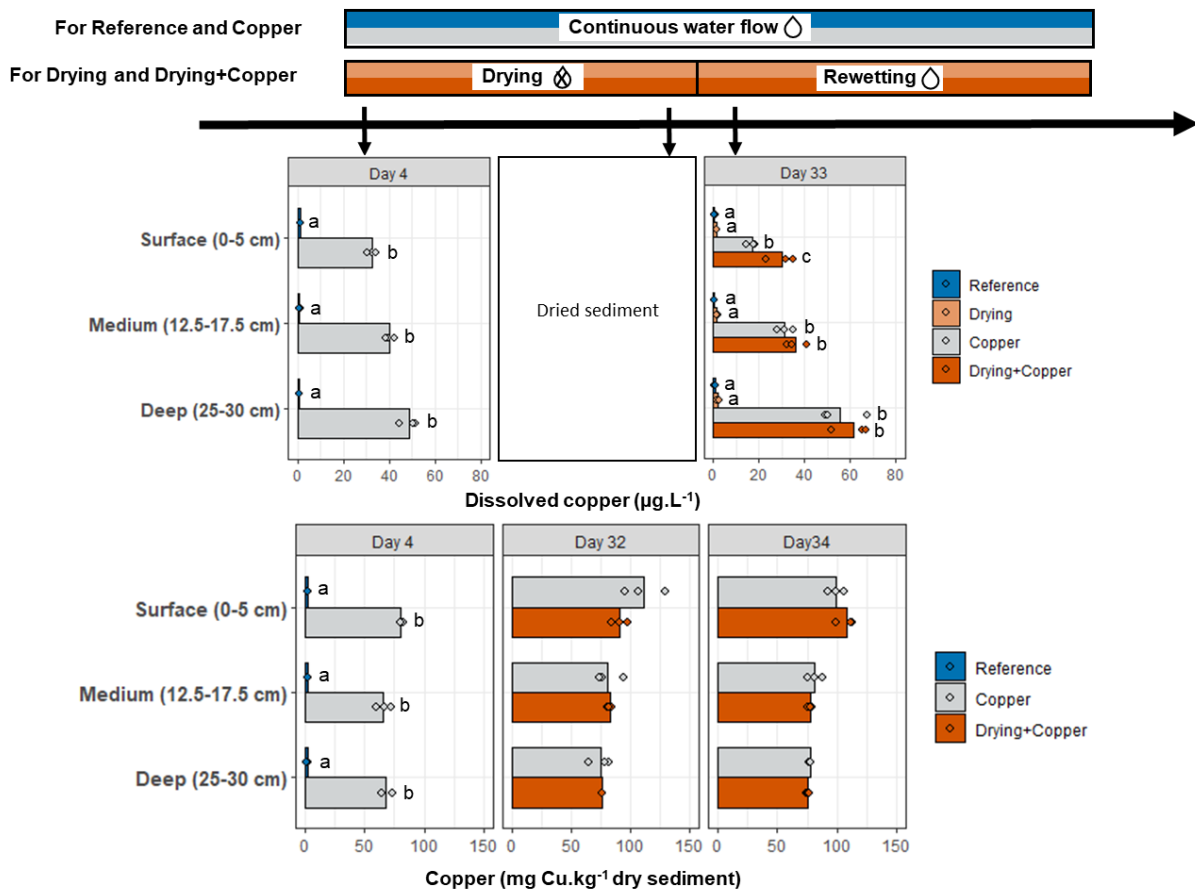 For Reference and Copper
Continuous water flow
For Drying and Drying+Copper
Drying
Rewetting
Day 4
Day 33
Surface (0-5 cm)
a
b
a
a
b
c
Medium (12.5-17.5 cm)
a
b
a
a
b
b
Deep (25-30 cm)
a
b
a
a
b
b
Dried sediment
0 20 40 60 80
0 20 40 60 80
Dissolved copper (µg.L⁻¹)
Reference
Drying
Copper
Drying+Copper
Day 4
Day 32
Day34
Surface (0-5 cm)
a
b
Medium (12.5-17.5 cm)
a
b
Deep (25-30 cm)
a
b
0 50 100 150
0 50 100 150
0 50 100 150
Copper (mg Cu.kg⁻¹ dry sediment)
Reference
Copper
Drying+Copper